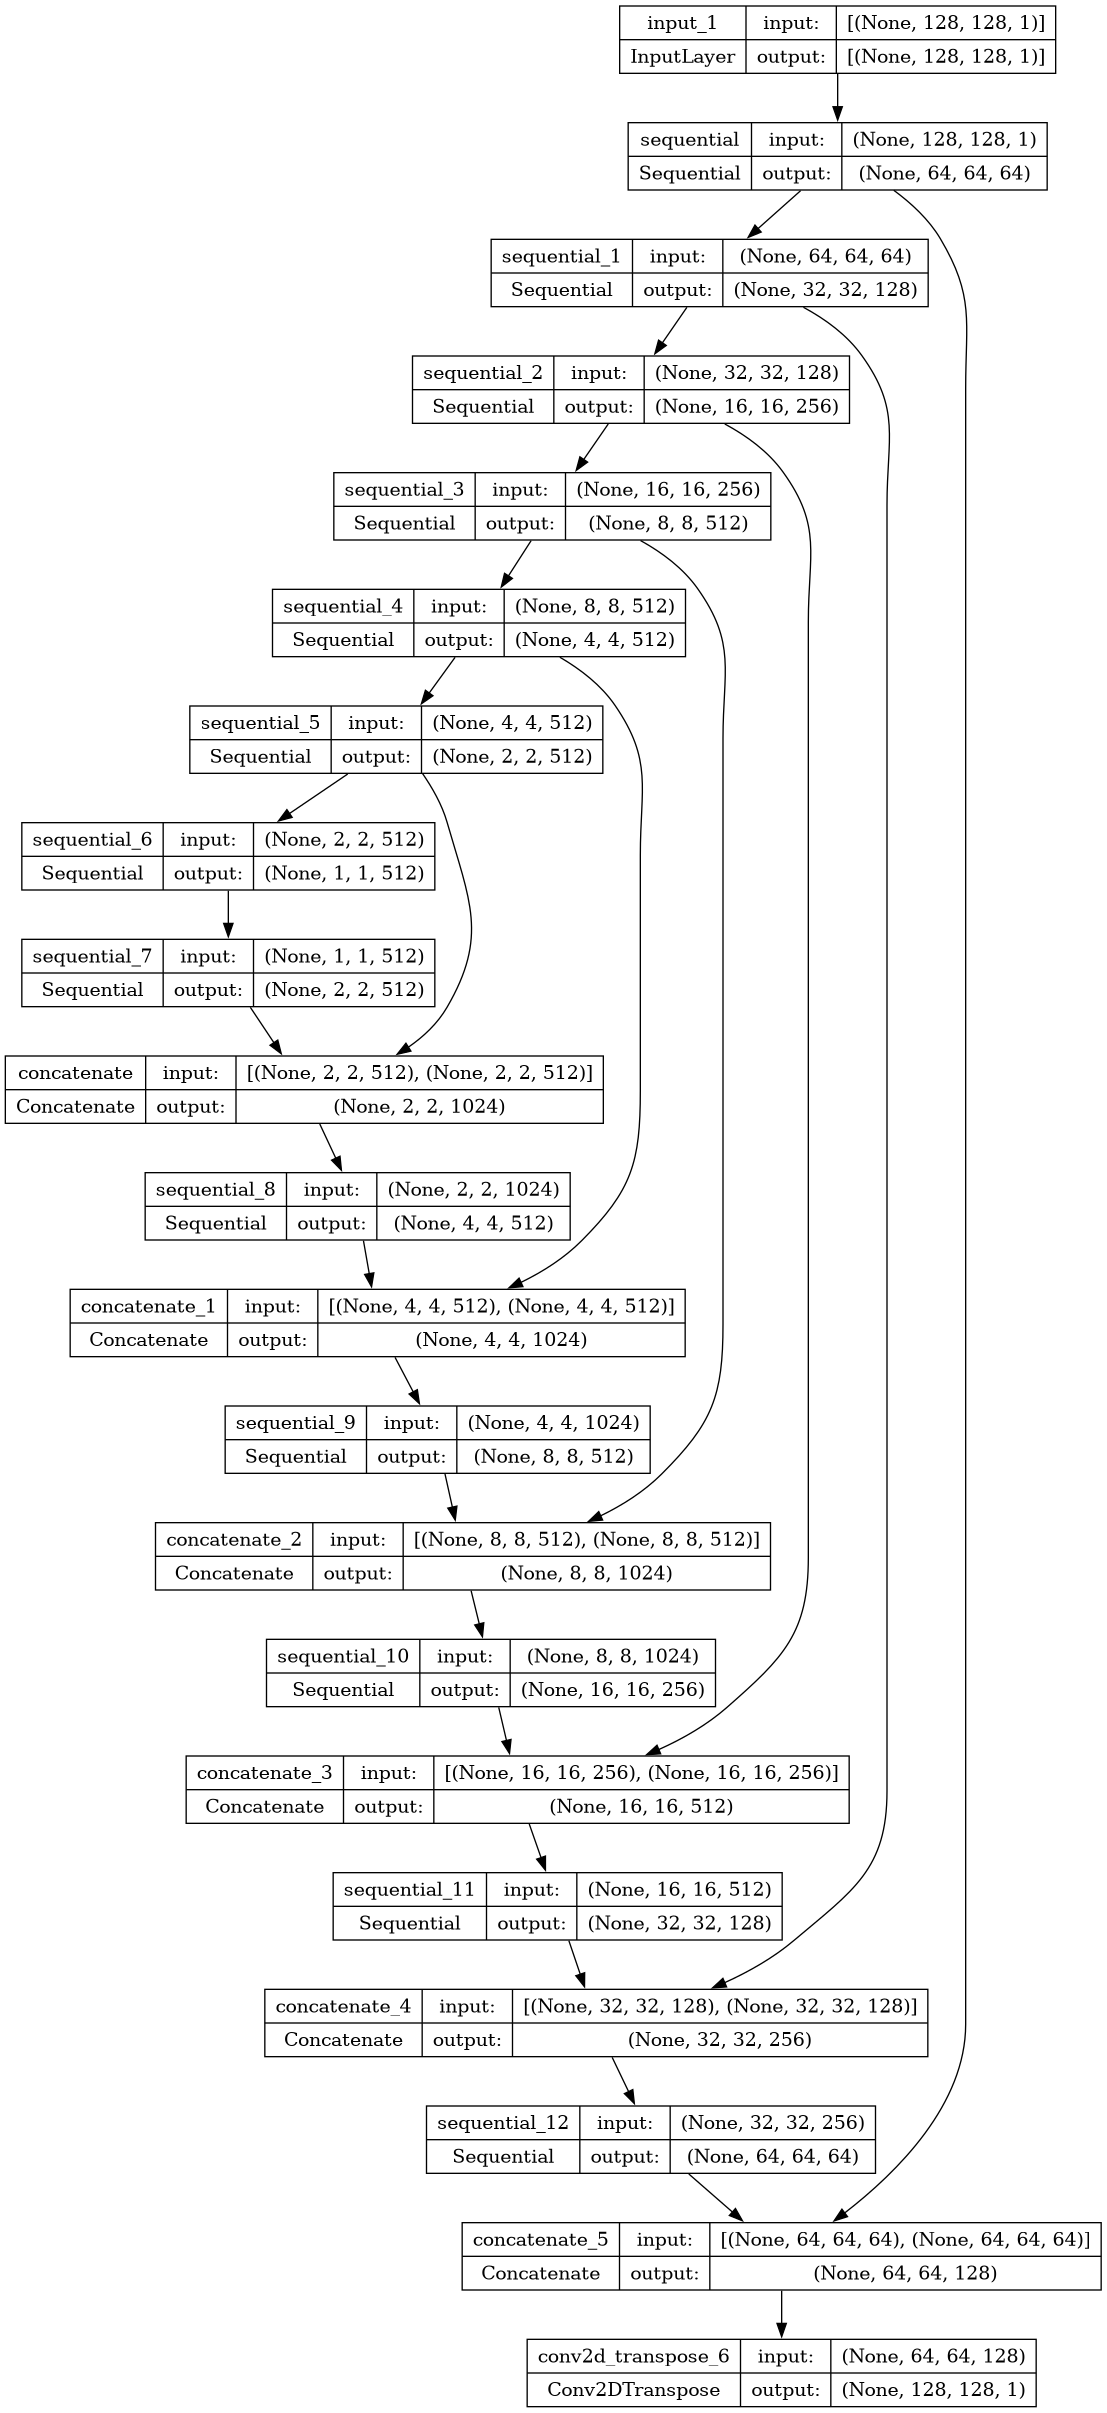 input_1 input: [(None, 128, 128, 1)]
InputLayer output: [(None, 128, 128, 1)]
sequential input: (None, 128, 128, 1)
Sequential output: (None, 64, 64, 64)
sequential_1 input: (None, 64, 64, 64)
Sequential output: (None, 32, 32, 128)
sequential_2 input: (None, 32, 32, 128)
Sequential output: (None, 16, 16, 256)
sequential_3 input: (None, 16, 16, 256)
Sequential output: (None, 8, 8, 512)
sequential_4 input: (None, 8, 8, 512)
Sequential output: (None, 4, 4, 512)
sequential_5 input: (None, 4, 4, 512)
Sequential output: (None, 2, 2, 512)
sequential_6 input: (None, 2, 2, 512)
Sequential output: (None, 1, 1, 512)
sequential_7 input: (None, 1, 1, 512)
Sequential output: (None, 2, 2, 512)
concatenate input: [(None, 2, 2, 512), (None, 2, 2, 512)]
Concatenate output: (None, 2, 2, 1024)
sequential_8 input: (None, 2, 2, 1024)
Sequential output: (None, 4, 4, 512)
concatenate_1 input: [(None, 4, 4, 512), (None, 4, 4, 512)]
Concatenate output: (None, 4, 4, 1024)
sequential_9 input: (None, 4, 4, 1024)
Sequential output: (None, 8, 8, 512)
concatenate_2 input: [(None, 8, 8, 512), (None, 8, 8, 512)]
Concatenate output: (None, 8, 8, 1024)
sequential_10 input: (None, 8, 8, 1024)
Sequential output: (None, 16, 16, 256)
concatenate_3 input: [(None, 16, 16, 256), (None, 16, 16, 256)]
Concatenate output: (None, 16, 16, 512)
sequential_11 input: (None, 16, 16, 512)
Sequential output: (None, 32, 32, 128)
concatenate_4 input: [(None, 32, 32, 128), (None, 32, 32, 128)]
Concatenate output: (None, 32, 32, 256)
sequential_12 input: (None, 32, 32, 256)
Sequential output: (None, 64, 64, 64)
concatenate_5 input: [(None, 64, 64, 64), (None, 64, 64, 64)]
Concatenate output: (None, 64, 64, 128)
conv2d_transpose_6 input: (None, 64, 64, 128)
Conv2DTranspose output: (None, 128, 128, 1)